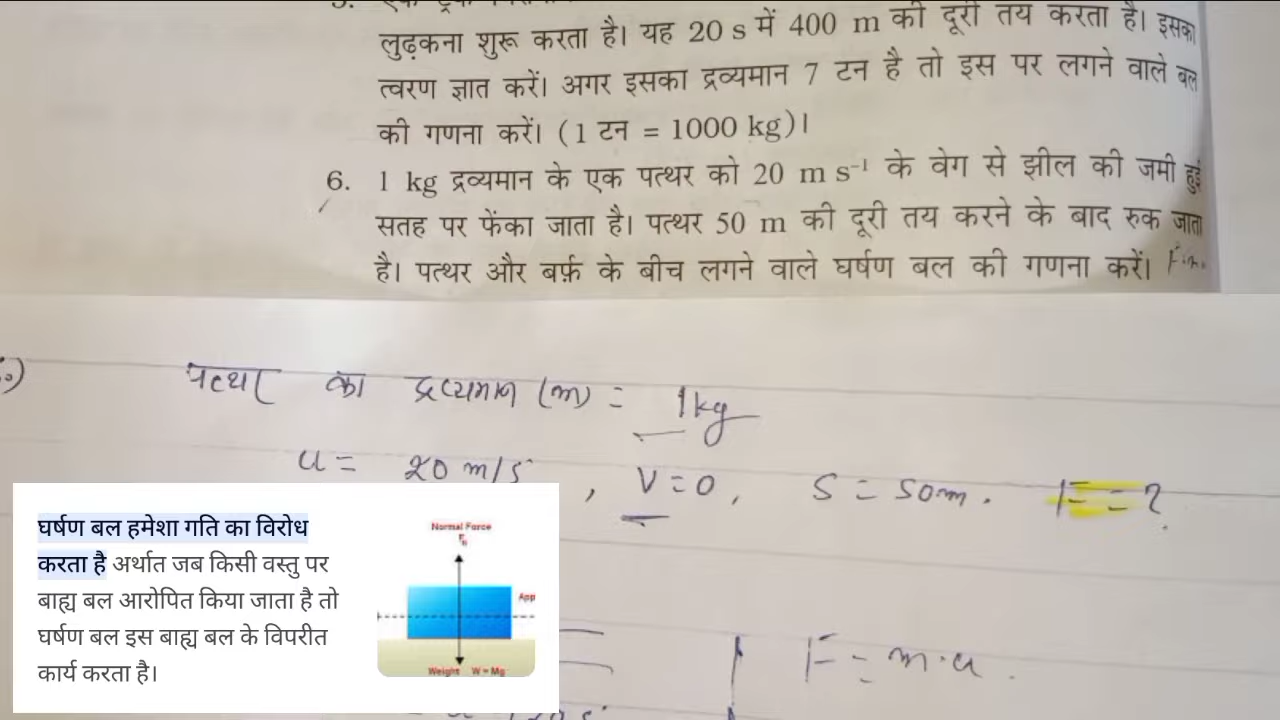 लुढ़कना शुरू करता है। यह 20 s में 400 m की दूरी तय करता है। इसका
त्वरण ज्ञात करें। अगर इसका द्रव्यमान 7 टन है तो इस पर लगने वाले बल
की गणना करें। (1 टन = 1000 kg)।
6. 1 kg द्रव्यमान के एक पत्थर को 20 m s⁻¹ के वेग से झील की जमी हुई
सतह पर फेंका जाता है। पत्थर 50 m की दूरी तय करने के बाद रुक जाता
है। पत्थर और बर्फ़ के बीच लगने वाले घर्षण बल की गणना करें।
पत्थर का द्रव्यमान (m) = 1kg
u = 20 m/s , V=0, S = 50m. F = ?
घर्षण बल हमेशा गति का विरोध
करता है अर्थात जब किसी वस्तु पर
बाह्य बल आरोपित किया जाता है तो
घर्षण बल इस बाह्य बल के विपरीत
कार्य करता है।
Normal Force
App
Weight W = Mg
F = m.a.